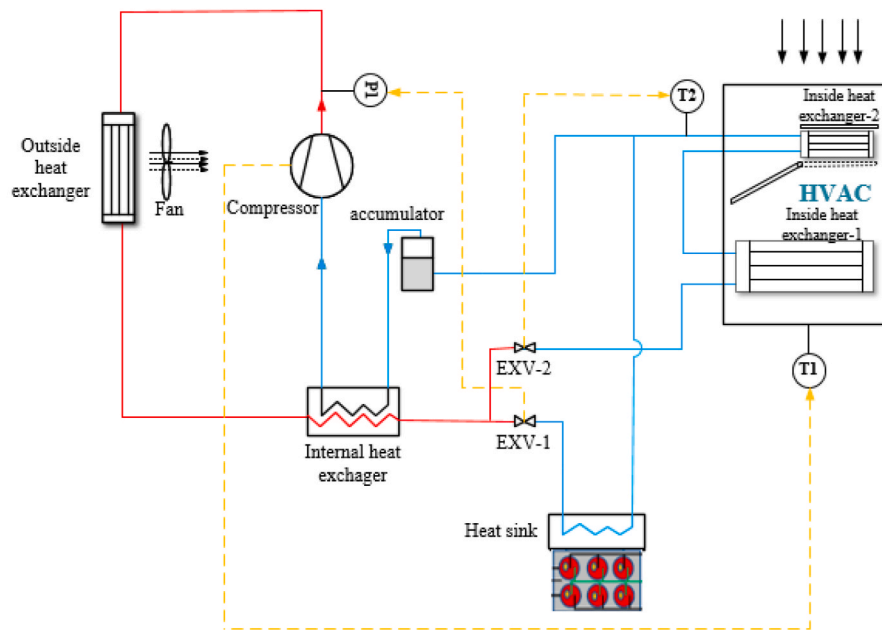 P1
T2
Inside heat
exchanger-2
Outside
heat
exchanger
Fan
Compressor
accumulator
HVAC
Inside heat
exchanger-1
EXV-2
T1
EXV-1
Internal heat
exchager
Heat sink